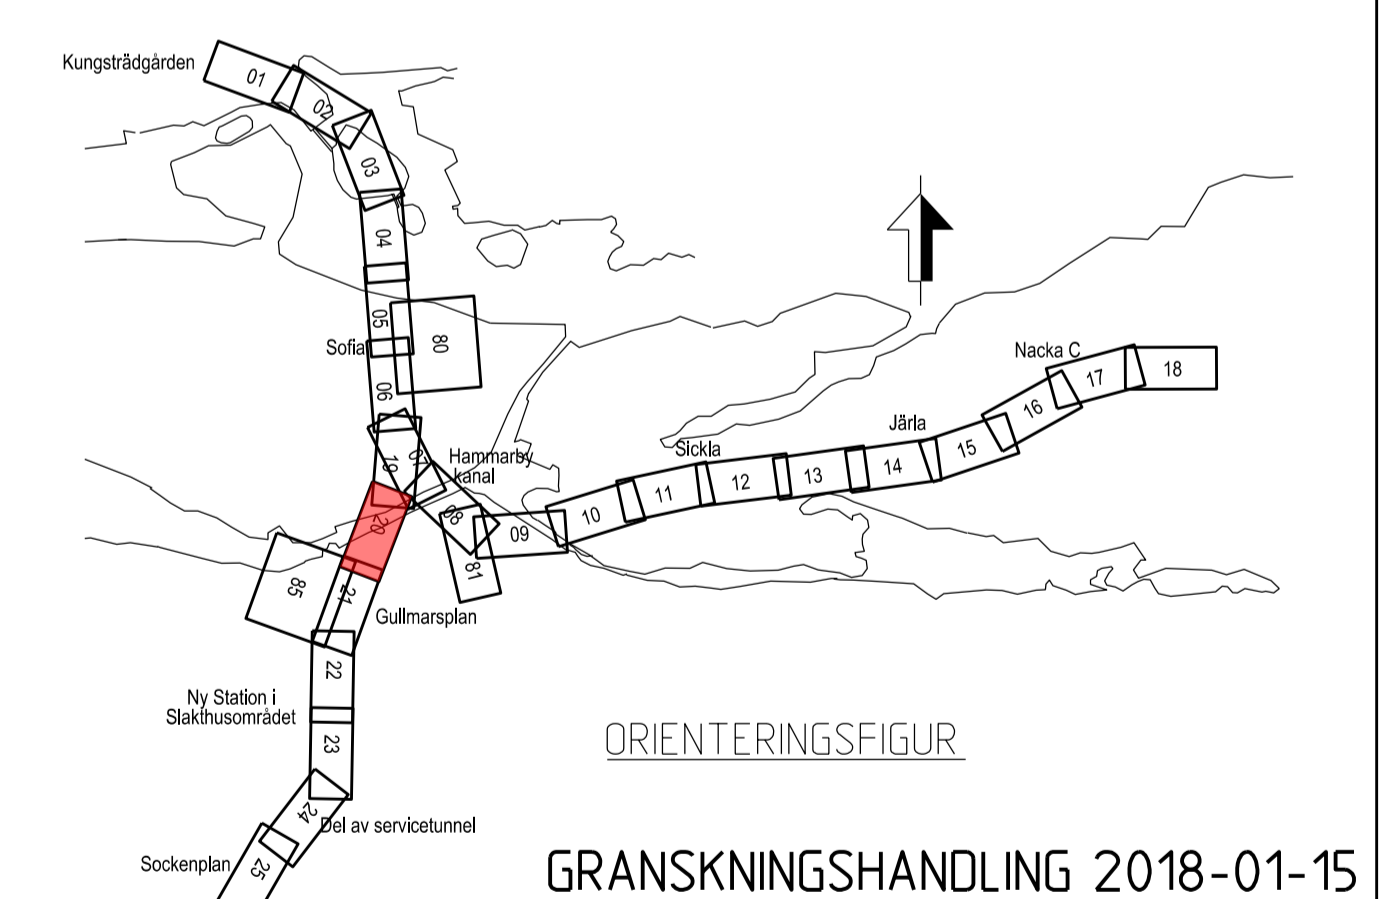 Kungsträdgården
01
02
03
04
05
80
Sofia
06
Nacka C
17
18
16
Järla
15
Sickla
14
13
12
11
10
07
19
Hammarby
kanal
08
09
20
81
85
21
Gullmarsplan
22
Ny Station i
Slakthusområdet
23
24
Del av servicetunnel
Sockenplan
25
ORIENTERINGSFIGUR
GRANSKNINGSHANDLING 2018-01-15